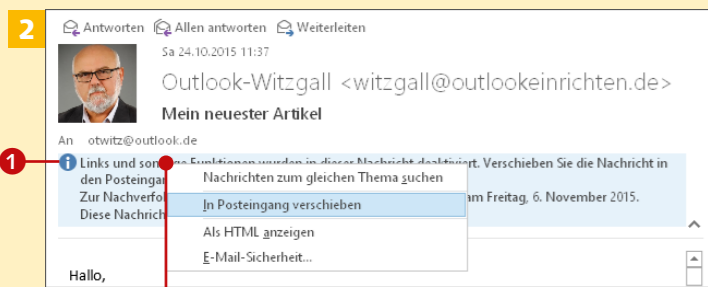 2
Antworten Allen antworten Weiterleiten
Sa 24.10.2015 11:37
Outlook-Witzgall <witzgall@outlookeinrichten.de>
Mein neuester Artikel
An otwitz@outlook.de
1
Links und sonstige Funktionen wurden in dieser Nachricht deaktiviert. Verschieben Sie die Nachricht in
den Posteingan
Nachrichten zum gleichen Thema suchen
Zur Nachverfol
In Posteingang verschieben
am Freitag, 6. November 2015.
Diese Nachrich
Als HTML anzeigen
E-Mail-Sicherheit...
Hallo,